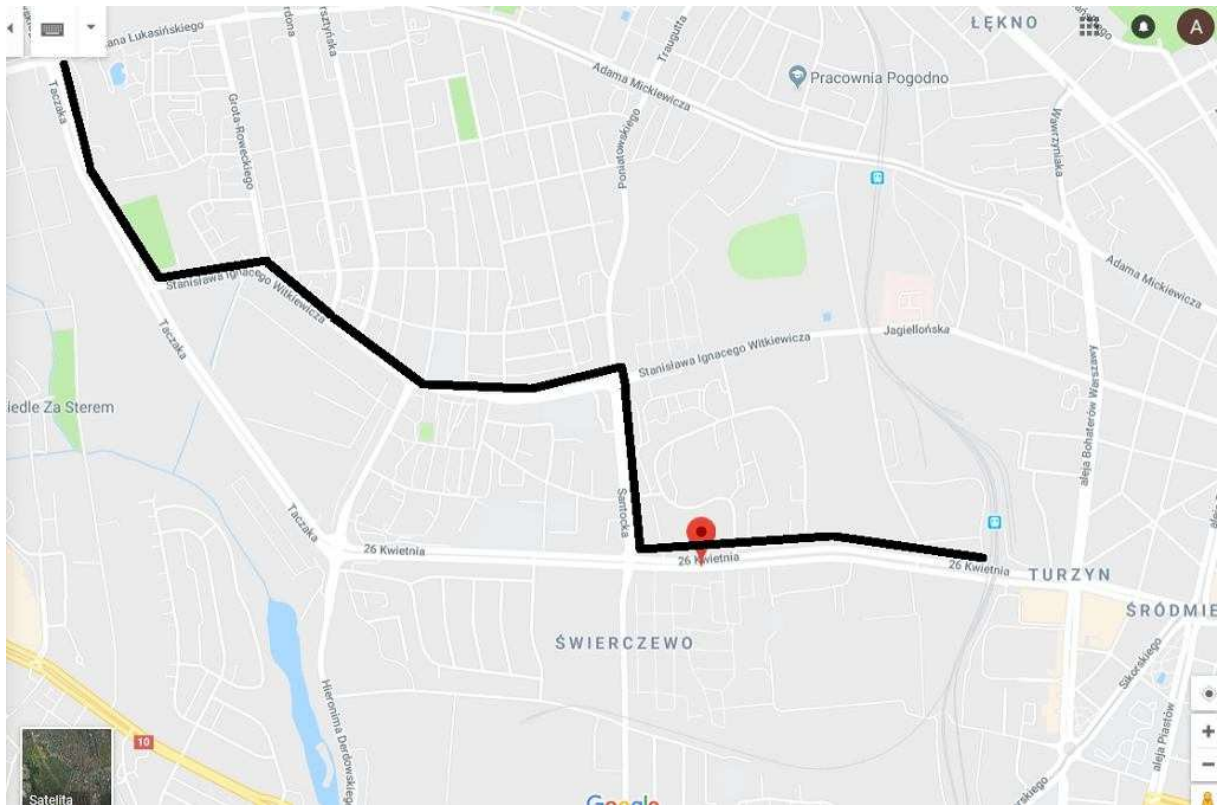 ŁĘKNO
A
ana Łukasińskiego
Traugutta
Adama Mickiewicza
Pracownia Pogodno
Taczaka
Grota-Roweckiego
Poniatowskiego
Wawrzyniaka
Adama Mickiewicza
Stanisława Ignacego Witkiewicza
Taczaka
Stanisława Ignacego Witkiewicza
Jagiellońska
aleja Bohaterów Warszawy
iedle Za Sterem
Santocka
Taczaka
26 Kwietnia
26 Kwietnia
26 Kwietnia
TURZYN
ŚRÓDMIE
ŚWIERCZEWO
Sikorskiego
Hieronima Derdowskiego
aleja Piastów
10
Satelita
Google